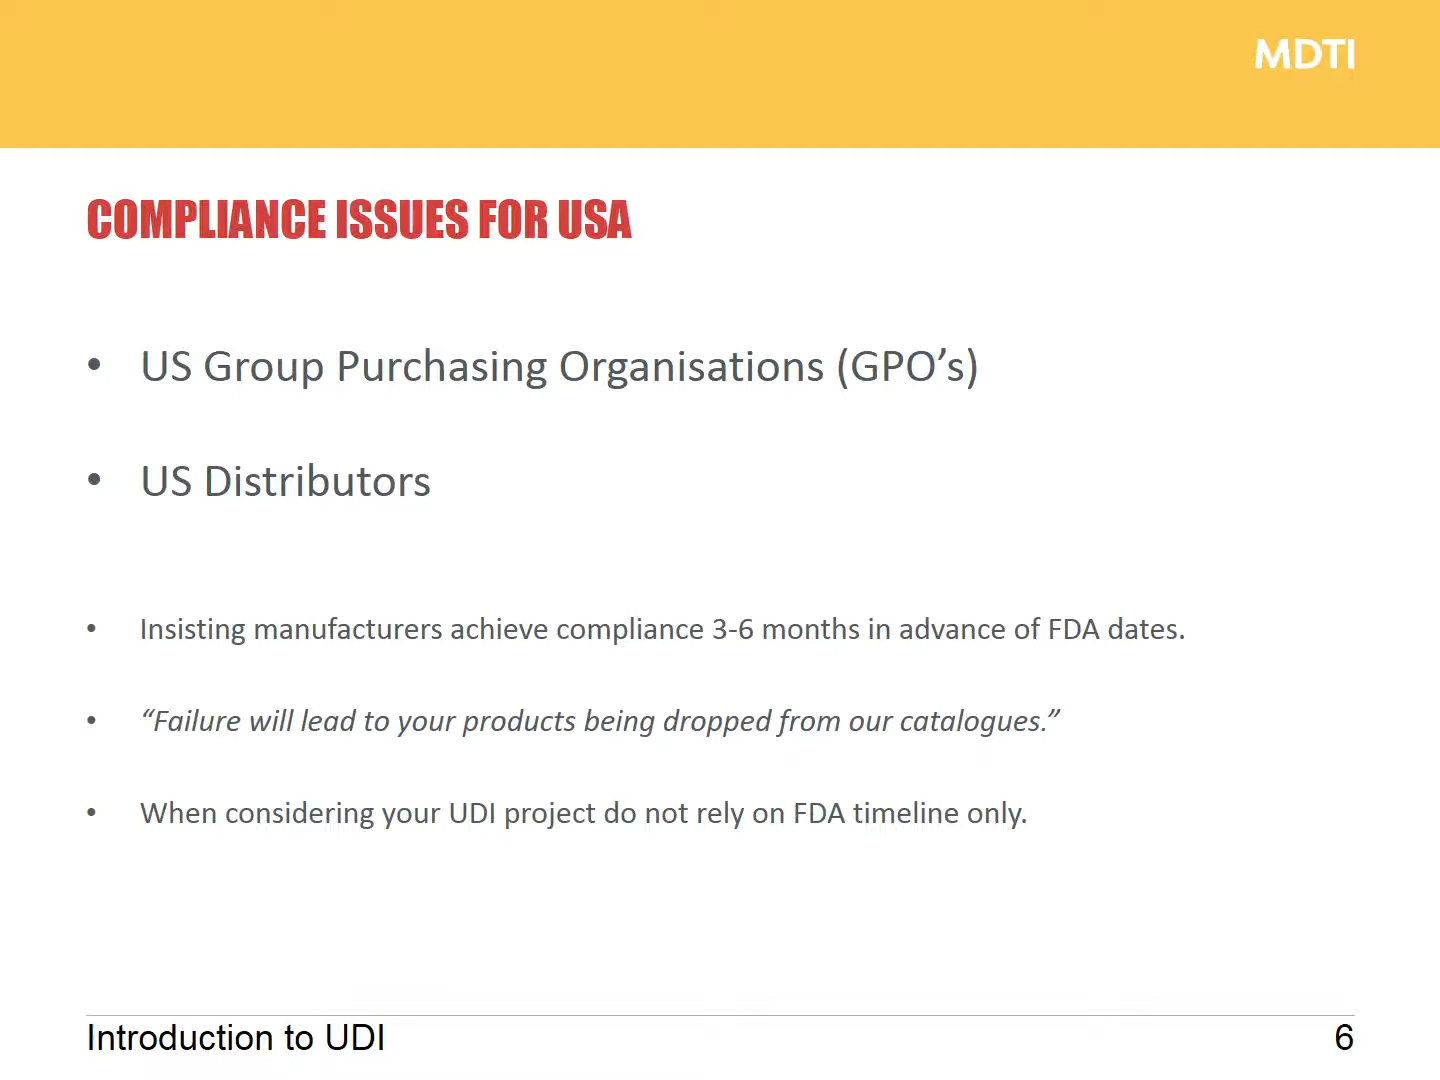 MDTI
COMPLIANCE ISSUES FOR USA
• US Group Purchasing Organisations (GPO’s)
• US Distributors
• Insisting manufacturers achieve compliance 3-6 months in advance of FDA dates.
• “Failure will lead to your products being dropped from our catalogues.”
• When considering your UDI project do not rely on FDA timeline only.
Introduction to UDI
6